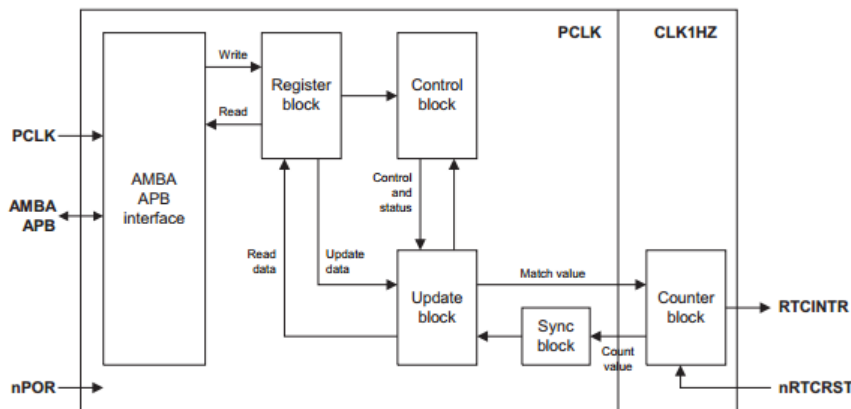 PCLK
CLK1HZ
Write
Register
block
Control
block
Read
PCLK
AMBA
APB
interface
AMBA
APB
Control
and
status
Read
data
Update
data
Update
block
Match value
Sync
block
Count
value
Counter
block
RTCINTR
nPOR
nRTCRST